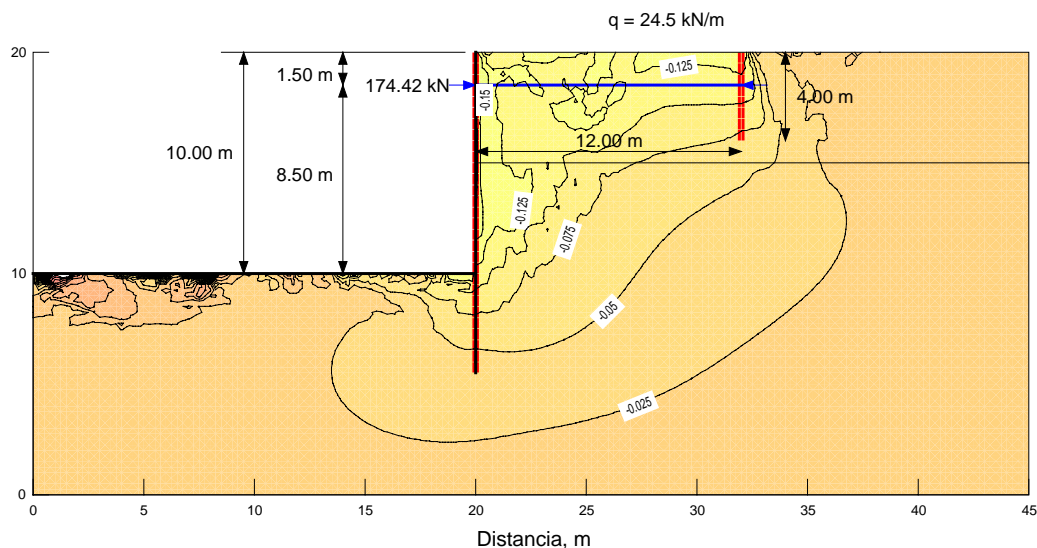 q = 24.5 kN/m
20
1.50 m
174.42 kN
-0.125
-0.15
4.00 m
10.00 m
8.50 m
12.00 m
-0.125
-0.075
10
-0.05
-0.025
0
0 5 10 15 20 25 30 35 40 45
Distancia, m